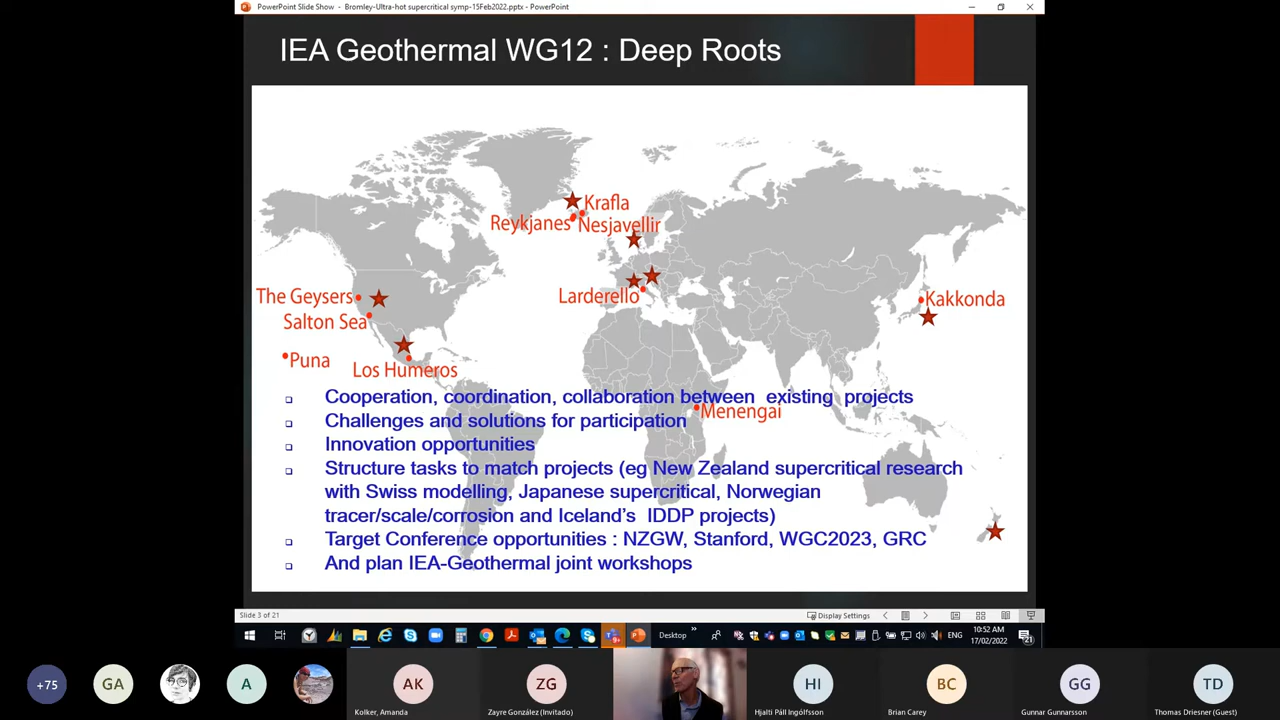 PowerPoint Slide Show - Bromley-Ultra-hot supercritical symp-15Feb2022.pptx - PowerPoint
IEA Geothermal WG12 : Deep Roots
Krafla
Reykjanes
Nesjavellir
The Geysers
Larderello
Kakkonda
Salton Sea
Puna
Los Humeros
Menengai
Cooperation, coordination, collaboration between existing projects
Challenges and solutions for participation
Innovation opportunities
Structure tasks to match projects (eg New Zealand supercritical research
with Swiss modelling, Japanese supercritical, Norwegian
tracer/scale/corrosion and Iceland's IDDP projects)
Target Conference opportunities : NZGW, Stanford, WGC2023, GRC
And plan IEA-Geothermal joint workshops
Slide 3 of 21
Display Settings
Desktop
ENG
10:52 AM
17/02/2022
21
+75
GA
A
AK
ZG
HI
BC
GG
TD
Kolker, Amanda
Zayre González (Invitado)
Hjalti Páll Ingólfsson
Brian Carey
Gunnar Gunnarsson
Thomas Driesner (Guest)